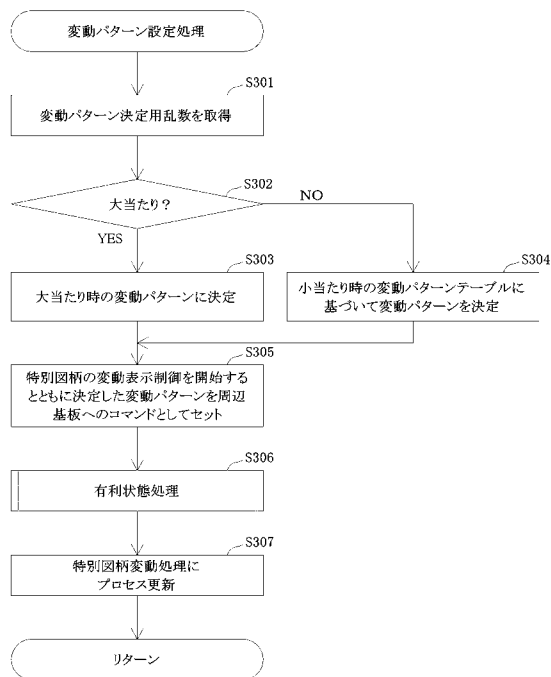 変動パターン設定処理
S301
変動パターン決定用乱数を取得
S302
大当たり?
NO
YES
S303
大当たり時の変動パターンに決定
S304
小当たり時の変動パターンテーブルに
基づいて変動パターンを決定
S305
特別図柄の変動表示制御を開始する
とともに決定した変動パターンを周辺
基板へのコマンドとしてセット
S306
有利状態処理
S307
特別図柄変動処理に
プロセス更新
リターン